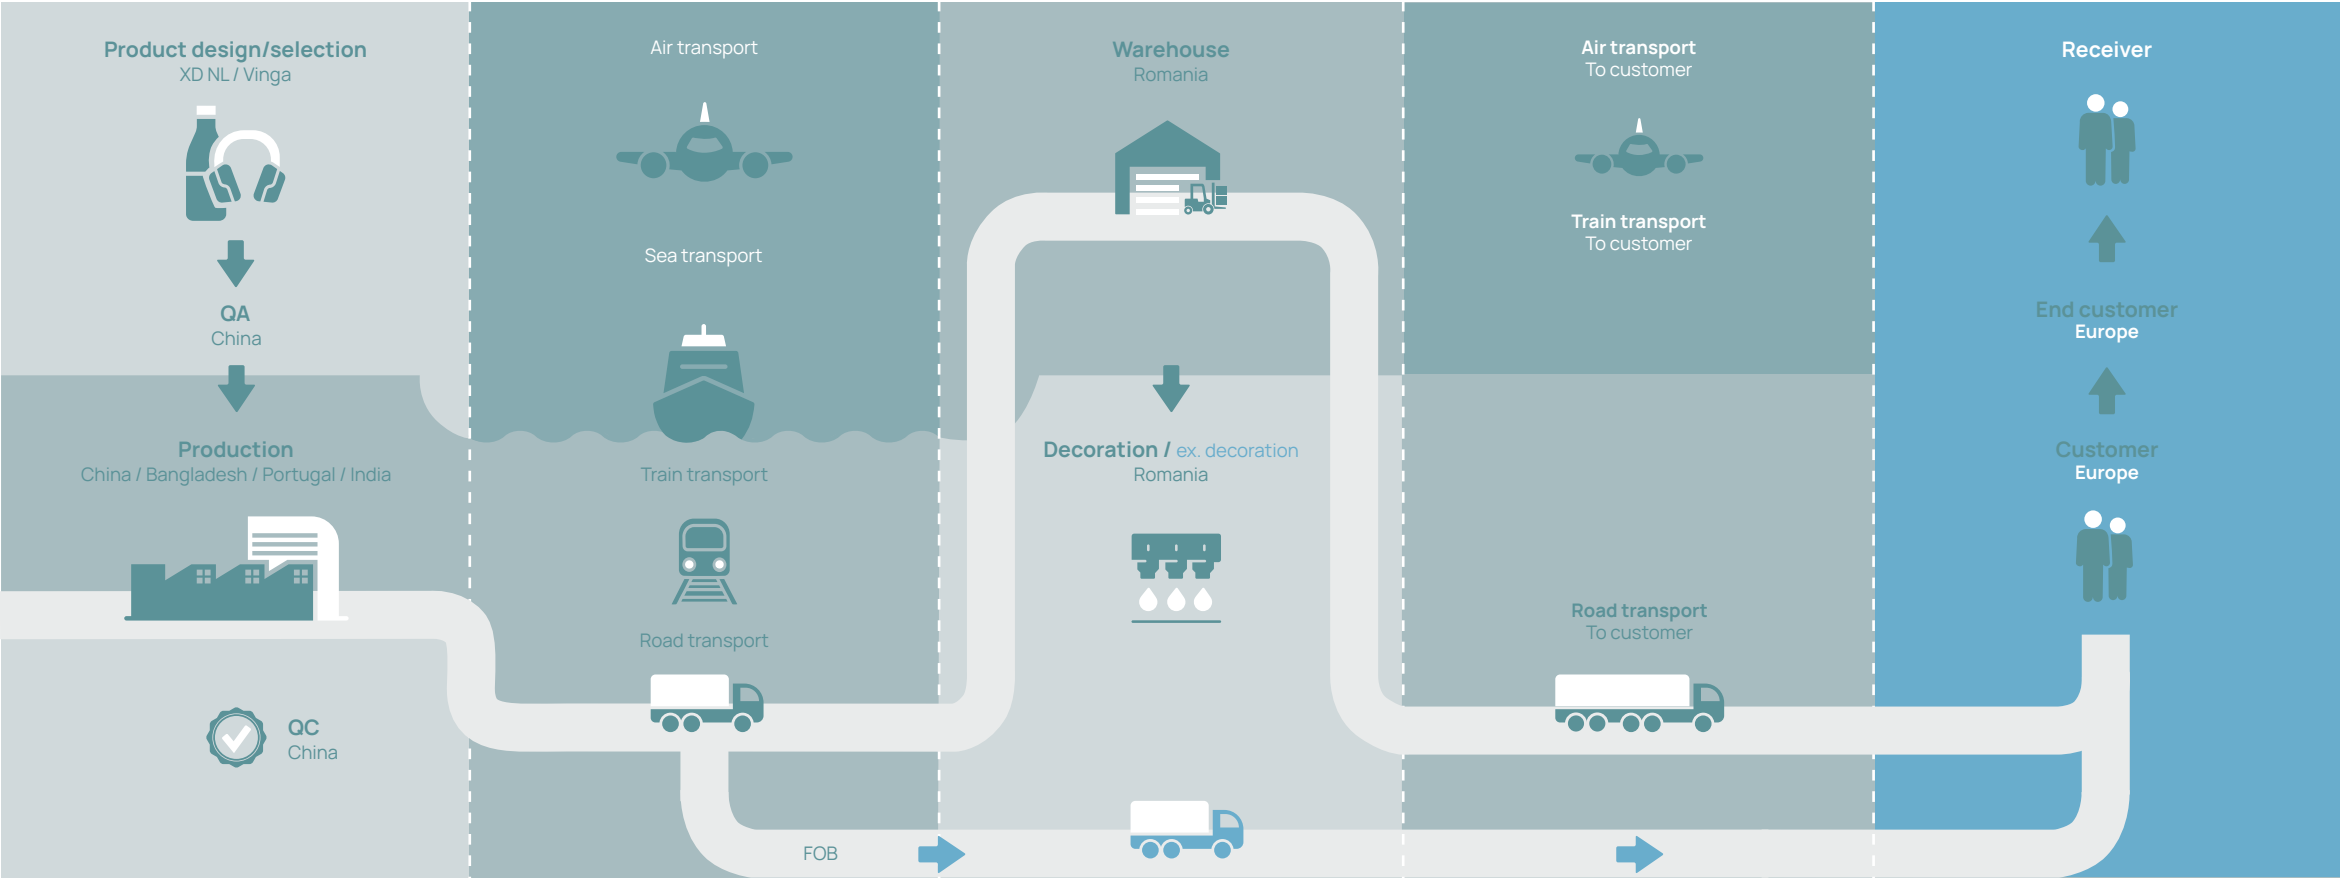 Product design/selection
XD NL / Vinga
QA
China
Production
China / Bangladesh / Portugal / India
QC
China
Air transport
Sea transport
Train transport
Road transport
FOB
Warehouse
Romania
Decoration / ex. decoration
Romania
Air transport
To customer
Train transport
To customer
Road transport
To customer
Receiver
End customer
Europe
Customer
Europe